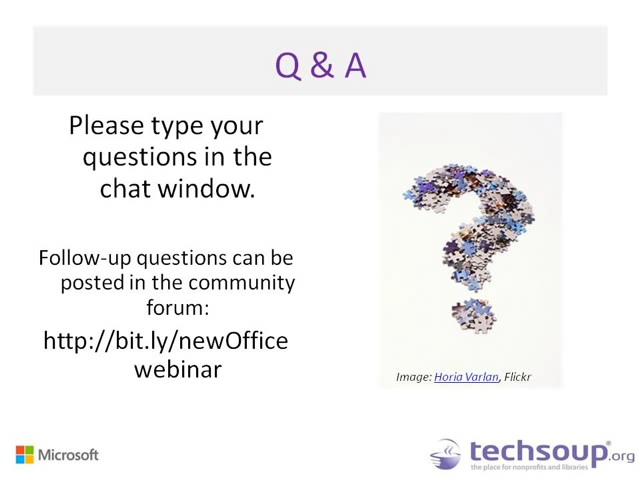 Q & A
Please type your
questions in the
chat window.
Follow-up questions can be
posted in the community
forum:
http://bit.ly/newOffice
webinar
Image: Horia Varlan, Flickr
Microsoft
techsoup.org
the place for nonprofits and libraries